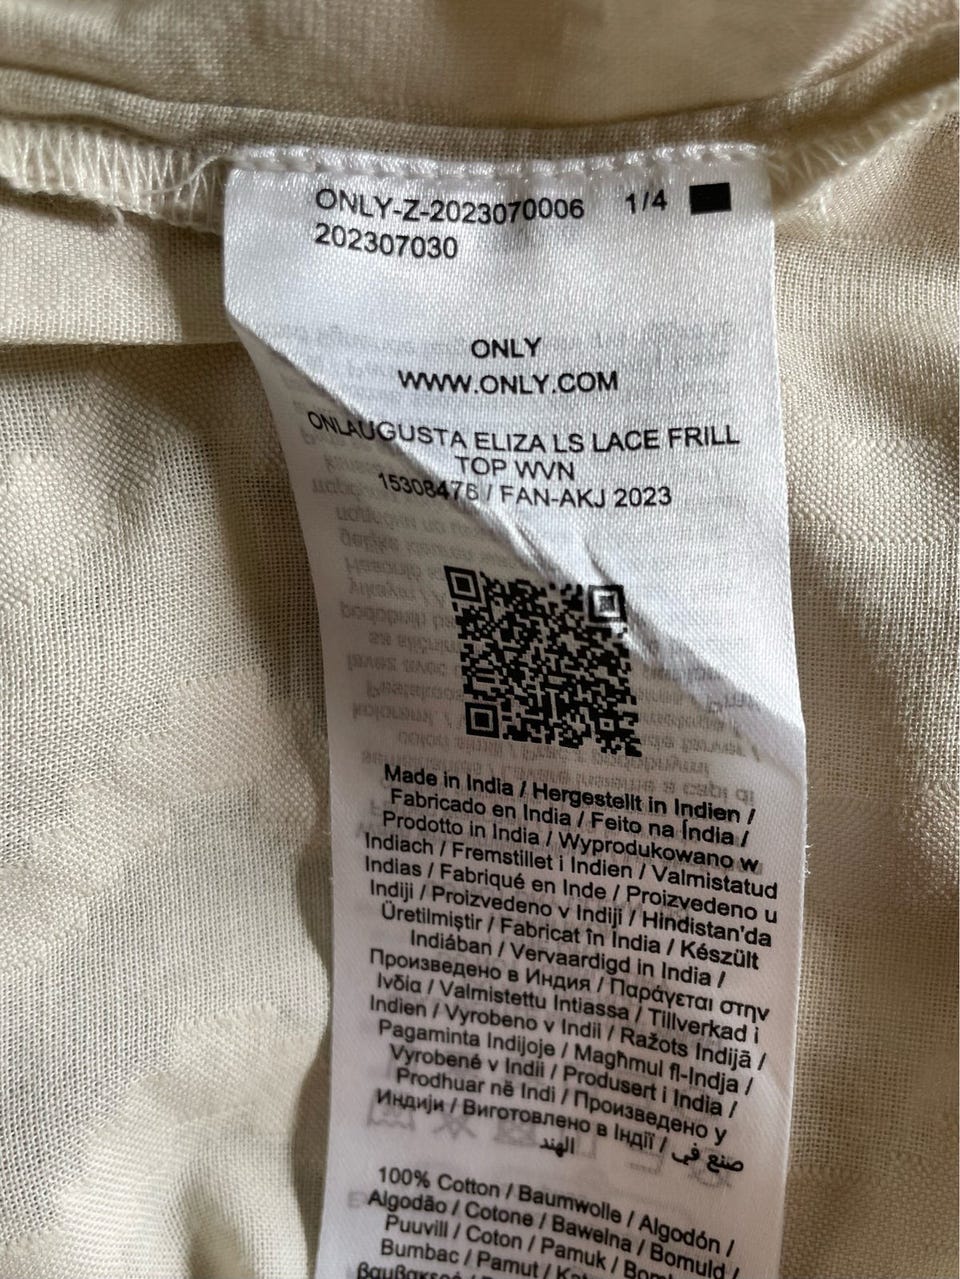 ONLY-Z-2023070006 1/4
202307030
ONLY
WWW.ONLY.COM
ONLAUGUSTA ELIZA LS LACE FRILL
TOP WVN
15308476 / FAN-AKJ 2023
Made in India / Hergestellt in Indien /
Fabricado en India / Feito na Índia /
Prodotto in India / Wyprodukowano w
Indiach / Fremstillet i Indien / Valmistatud
Indias / Fabriqué en Inde / Proizvedeno u
Indiji / Proizvedeno v Indiji / Hindistan'da
Üretilmiştir / Fabricat în India / Készült
Indiában / Vervaardigd in India /
Произведено в Индия / Παράγεται στην
Ινδία / Valmistettu Intiassa / Tillverkad i
Indien / Vyrobeno v Indii / Ražots Indijā /
Pagaminta Indijoje / Magħmul fl-Indja /
Vyrobené v Indii / Produsert i India /
Prodhuar në Indi / Произведено у
Индији / Виготовлено в Індії / صنع في
الهند
100% Cotton / Baumwolle / Algodón /
Algodão / Cotone / Bawełna / Bomuld /
Puuvill / Coton / Pamuk /
Bumbac / Pamut /